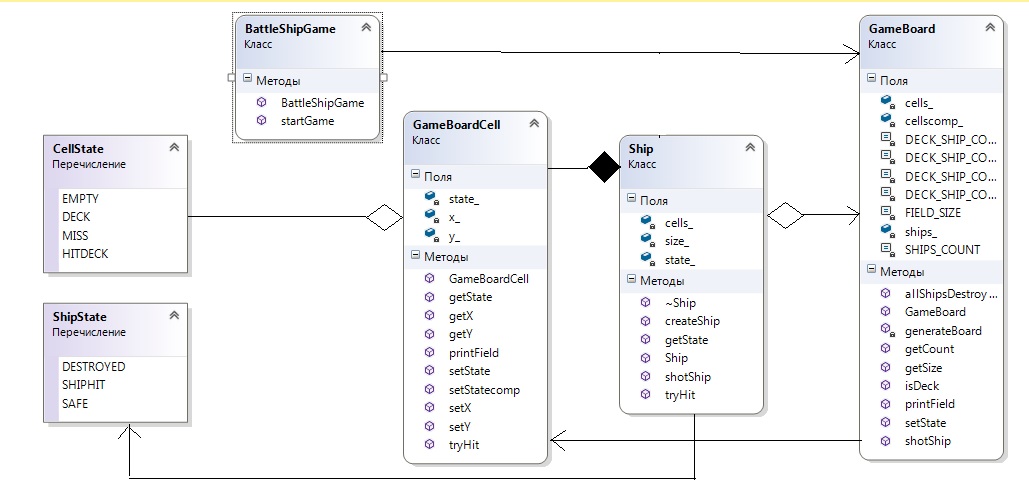 BattleShipGame
Класс
Методы
BattleShipGame
startGame
CellState
Перечисление
EMPTY
DECK
MISS
HITDECK
ShipState
Перечисление
DESTROYED
SHIPHIT
SAFE
GameBoardCell
Класс
Поля
state_
x_
y_
Методы
GameBoardCell
getState
getX
getY
printField
setState
setStatecomp
setX
setY
tryHit
Ship
Класс
Поля
cells_
size_
state_
Методы
~Ship
createShip
getState
Ship
shotShip
tryHit
GameBoard
Класс
Поля
cells_
cellscomp_
DECK_SHIP_CO...
DECK_SHIP_CO...
DECK_SHIP_CO...
DECK_SHIP_CO...
FIELD_SIZE
ships_
SHIPS_COUNT
Методы
allShipsDestroy...
GameBoard
generateBoard
getCount
getSize
isDeck
printField
setState
shotShip